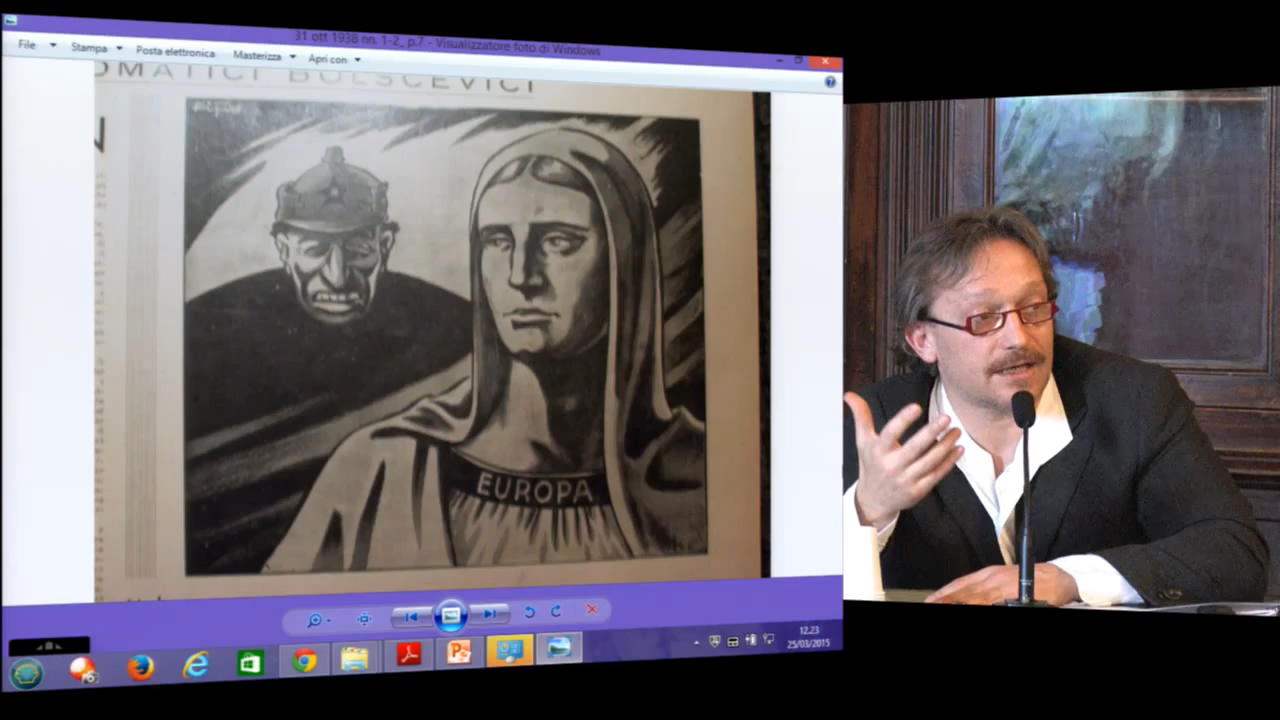 31 ott 1938 nn. 1-2_ p.7 - Visualizzatore foto di Windows
File Stampa Posta elettronica Masterizza Apri con
OMATICI BOLSCEVICI
N
EUROPA
12.23
25/03/2015